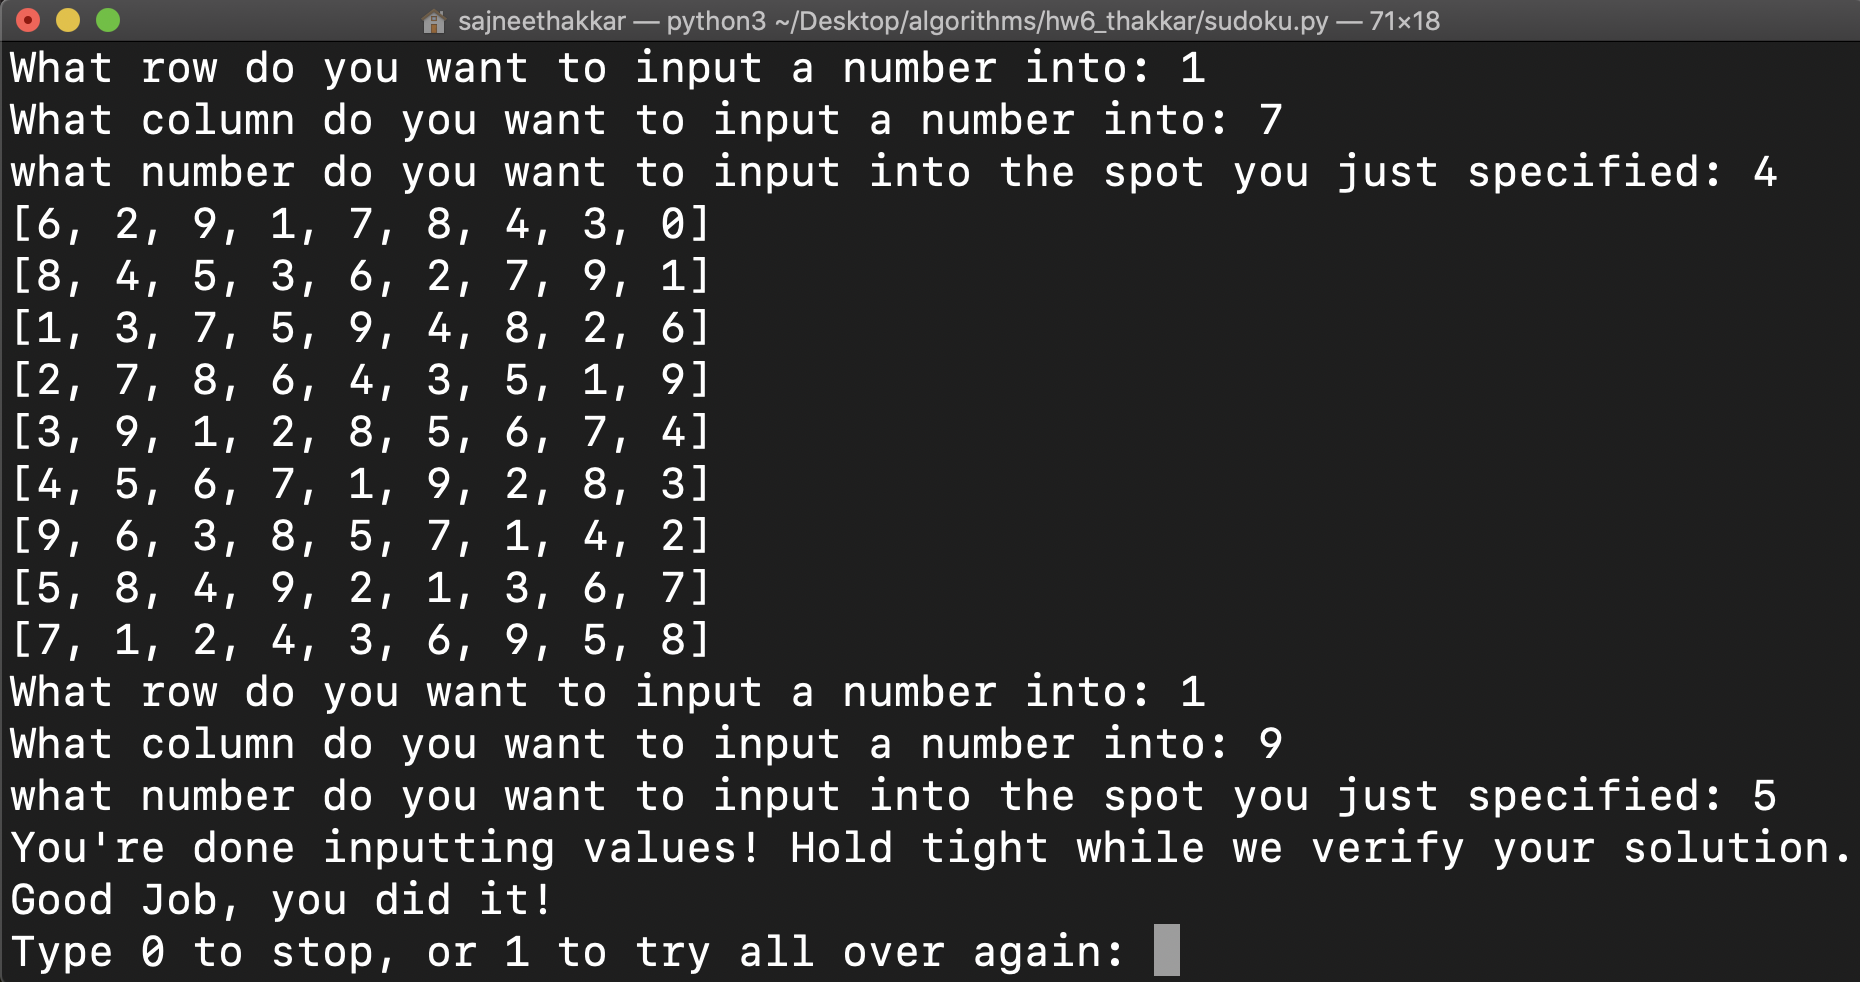 sajneethakkar — python3 ~/Desktop/algorithms/hw6_thakkar/sudoku.py — 71×18
What row do you want to input a number into: 1
What column do you want to input a number into: 7
what number do you want to input into the spot you just specified: 4
[6, 2, 9, 1, 7, 8, 4, 3, 0]
[8, 4, 5, 3, 6, 2, 7, 9, 1]
[1, 3, 7, 5, 9, 4, 8, 2, 6]
[2, 7, 8, 6, 4, 3, 5, 1, 9]
[3, 9, 1, 2, 8, 5, 6, 7, 4]
[4, 5, 6, 7, 1, 9, 2, 8, 3]
[9, 6, 3, 8, 5, 7, 1, 4, 2]
[5, 8, 4, 9, 2, 1, 3, 6, 7]
[7, 1, 2, 4, 3, 6, 9, 5, 8]
What row do you want to input a number into: 1
What column do you want to input a number into: 9
what number do you want to input into the spot you just specified: 5
You're done inputting values! Hold tight while we verify your solution.
Good Job, you did it!
Type 0 to stop, or 1 to try all over again: